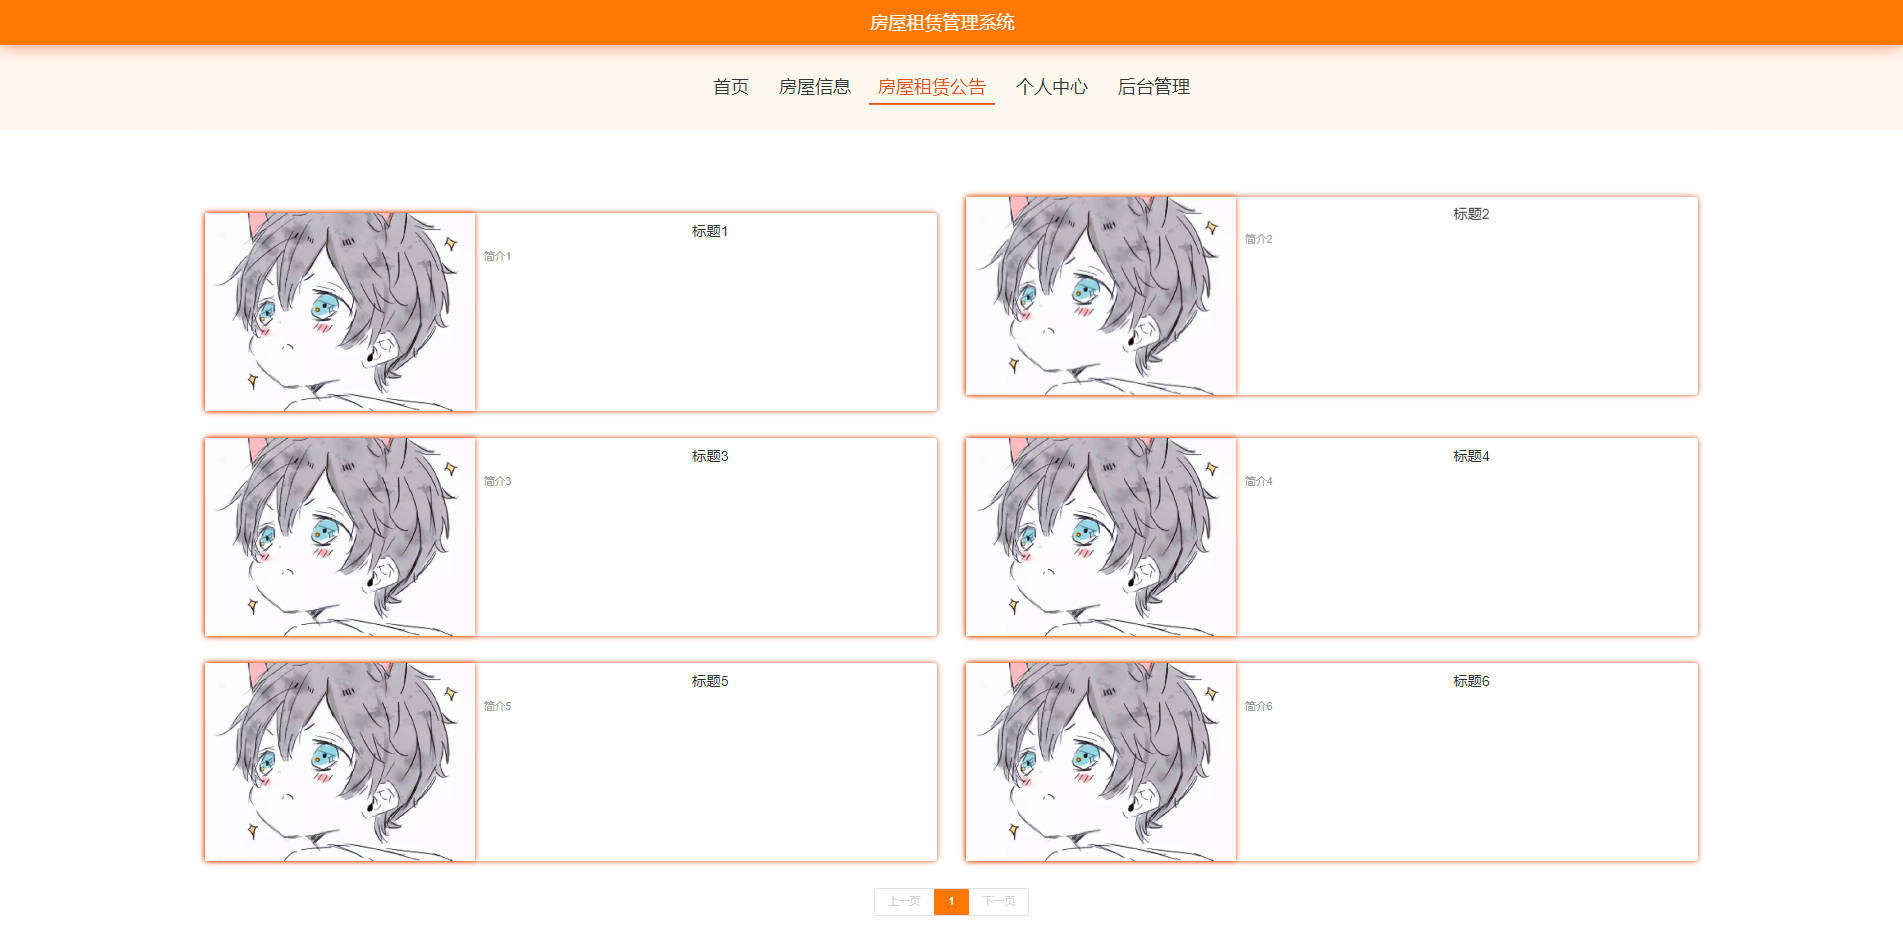 房屋租赁管理系统
首页 房屋信息 房屋租赁公告 个人中心 后台管理
标题1
简介1
标题2
简介2
标题3
简介3
标题4
简介4
标题5
简介5
标题6
简介6
上一页 1 下一页